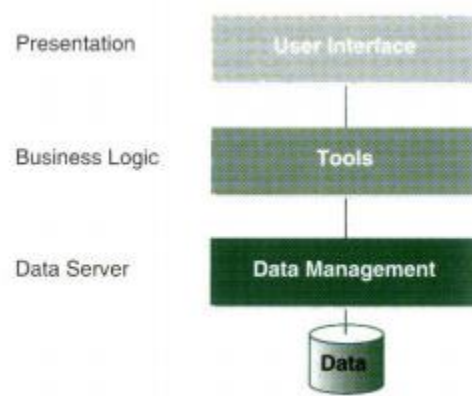 Presentation
User Interface
Business Logic
Tools
Data Server
Data Management
Data